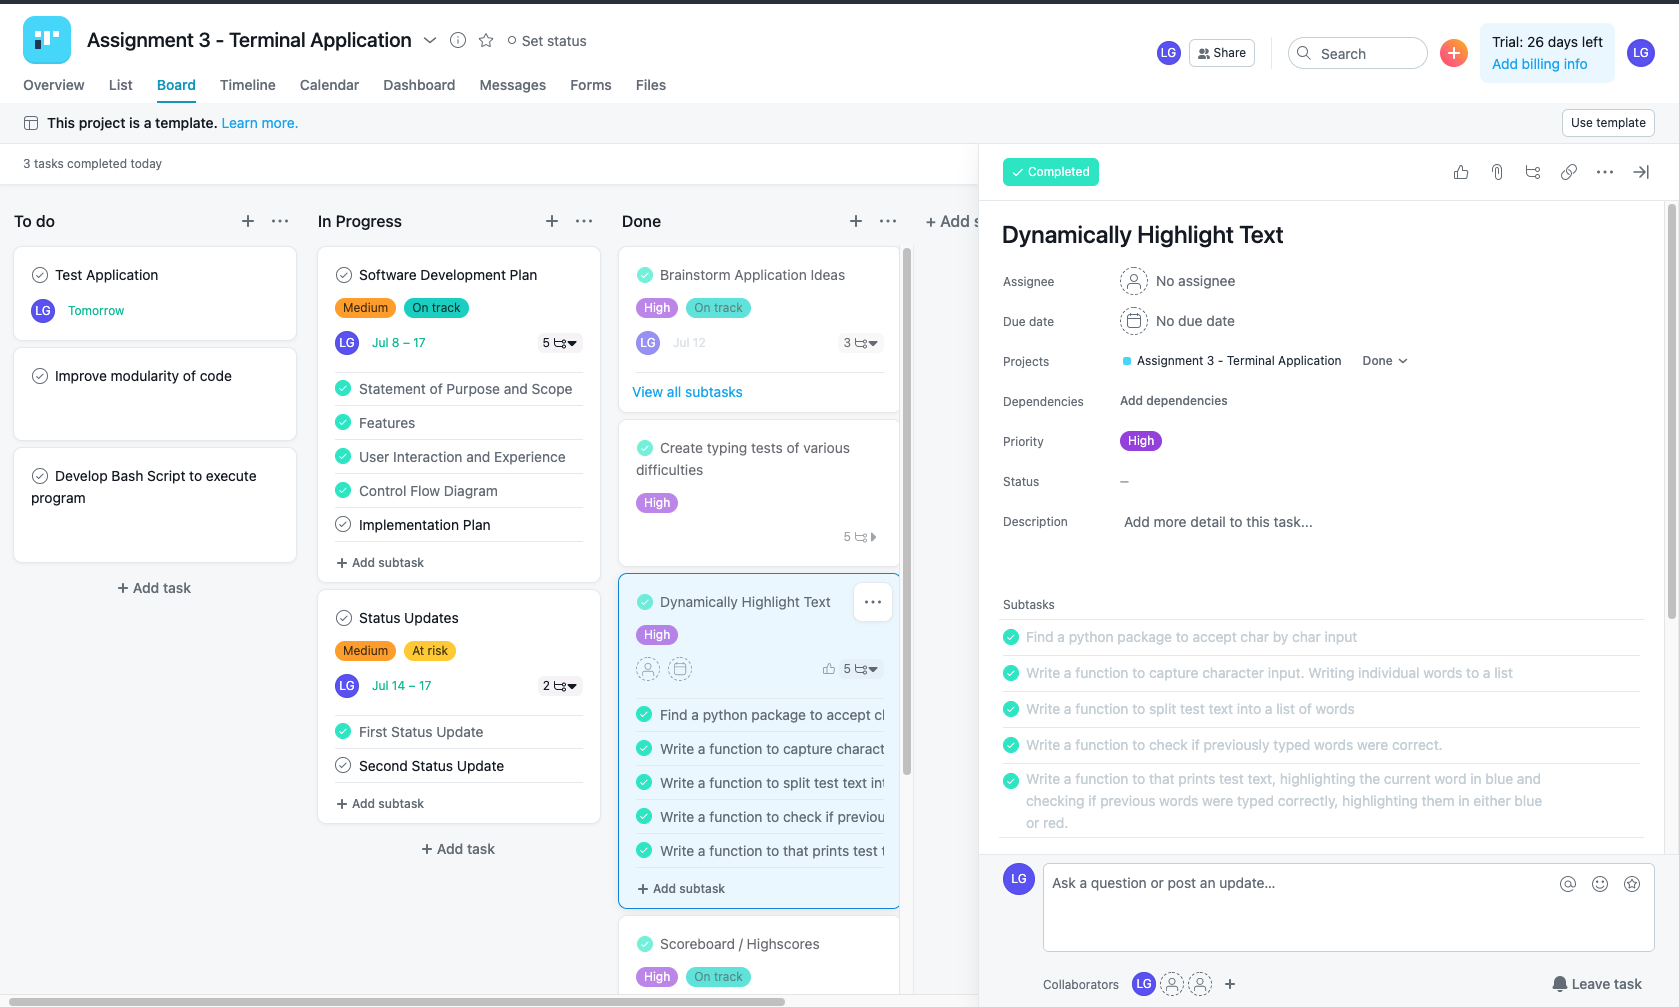 Assignment 3 - Terminal Application
Set status
LG
Share
Search
Trial: 26 days left
Add billing info
LG
Overview
List
Board
Timeline
Calendar
Dashboard
Messages
Forms
Files
This project is a template. Learn more.
Use template
3 tasks completed today
To do
Test Application
LG
Tomorrow
Improve modularity of code
Develop Bash Script to execute
program
+ Add task
In Progress
Software Development Plan
Medium
On track
LG
Jul 8 – 17
5
Statement of Purpose and Scope
Features
User Interaction and Experience
Control Flow Diagram
Implementation Plan
+ Add subtask
Status Updates
Medium
At risk
LG
Jul 14 – 17
2
First Status Update
Second Status Update
+ Add subtask
+ Add task
Done
Brainstorm Application Ideas
High
On track
LG
Jul 12
3
View all subtasks
Create typing tests of various
difficulties
High
5
Dynamically Highlight Text
High
5
Find a python package to accept cl
Write a function to capture charact
Write a function to split test text int
Write a function to check if previou
Write a function to that prints test t
+ Add subtask
Scoreboard / Highscores
High
On track
+ Add s
Completed
Dynamically Highlight Text
Assignee
No assignee
Due date
No due date
Projects
Assignment 3 - Terminal Application
Done
Dependencies
Add dependencies
Priority
High
Status
—
Description
Add more detail to this task...
Subtasks
Find a python package to accept char by char input
Write a function to capture character input. Writing individual words to a list
Write a function to split test text into a list of words
Write a function to check if previously typed words were correct.
Write a function to that prints test text, highlighting the current word in blue and
checking if previous words were typed correctly, highlighting them in either blue
or red.
LG
Ask a question or post an update...
Collaborators
LG
Leave task